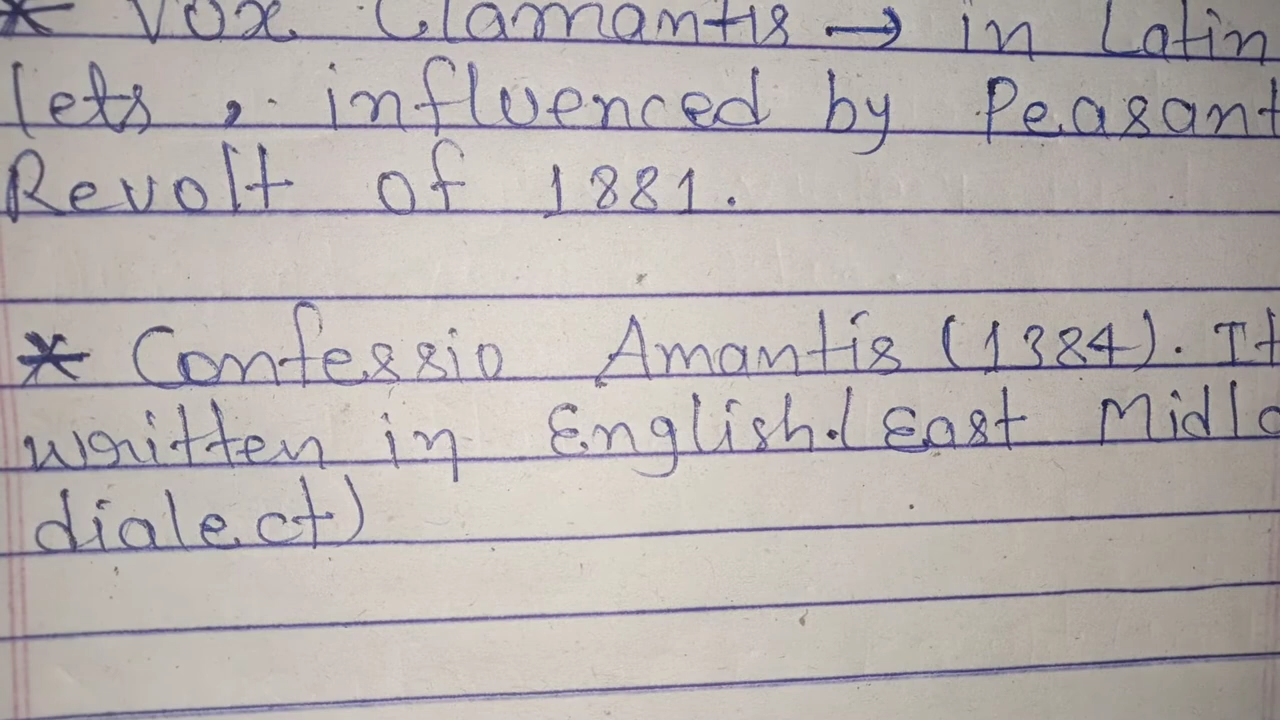 * Vox Clamantis → in Latin
lets, influenced by Peasant
Revolt of 1881.
* Confessio Amantis (1384). It
written in English. (East Midla
dialect)